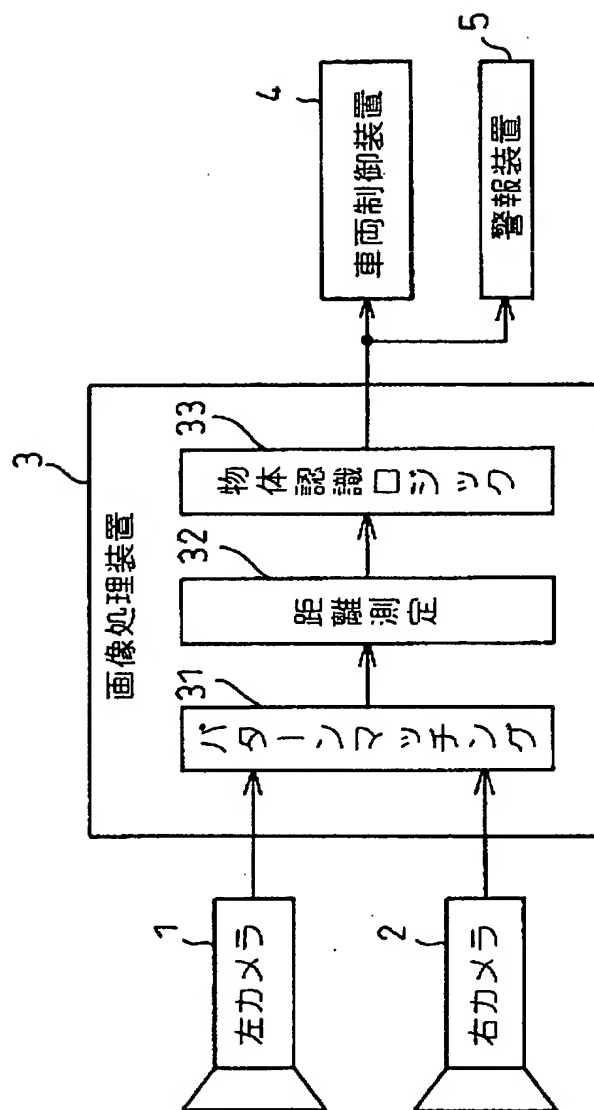 1
左カメラ
2
右カメラ
3
画像処理装置
31
パターンマッチング
32
距離測定
33
物体認識ロジック
4
車両制御装置
5
警報装置